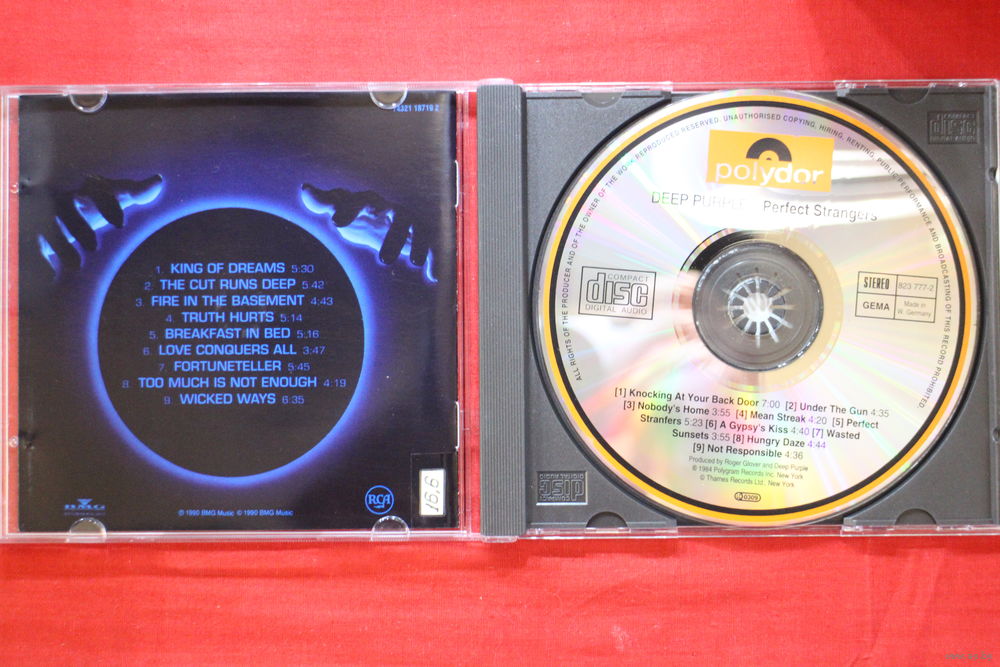 74321 18719 2
1. KING OF DREAMS 5:30
2. THE CUT RUNS DEEP 5:42
3. FIRE IN THE BASEMENT 4:43
4. TRUTH HURTS 5:14
5. BREAKFAST IN BED 5:16
6. LOVE CONQUERS ALL 3:47
7. FORTUNETELLER 5:45
8. TOO MUCH IS NOT ENOUGH 4:19
9. WICKED WAYS 6:35
BMG
RCA
16.6
℗ 1990 BMG Music © 1990 BMG Music
ALL RIGHTS OF THE PRODUCER AND OF THE OWNER OF THE WORK REPRODUCED RESERVED. UNAUTHORISED COPYING, HIRING, RENTING, PUBLIC PERFORMANCE AND BROADCASTING OF THIS RECORD PROHIBITED.
polydor
DEEP PURPLE Perfect Strangers
COMPACT
disc
DIGITAL AUDIO
STEREO 823 777-2
GEMA Made in
W. Germany
[1] Knocking At Your Back Door 7:00 [2] Under The Gun 4:35
[3] Nobody's Home 3:55 [4] Mean Streak 4:20 [5] Perfect
Stranfers 5:23 [6] A Gypsy's Kiss 4:40 [7] Wasted
Sunsets 3:55 [8] Hungry Daze 4:44
[9] Not Responsible 4:36
Produced by Roger Glover and Deep Purple
℗ 1984 Polygram Records Inc. New York
© Thames Records Ltd., New York
0309
disc
COMPACT
disc
DIGITAL AUDIO